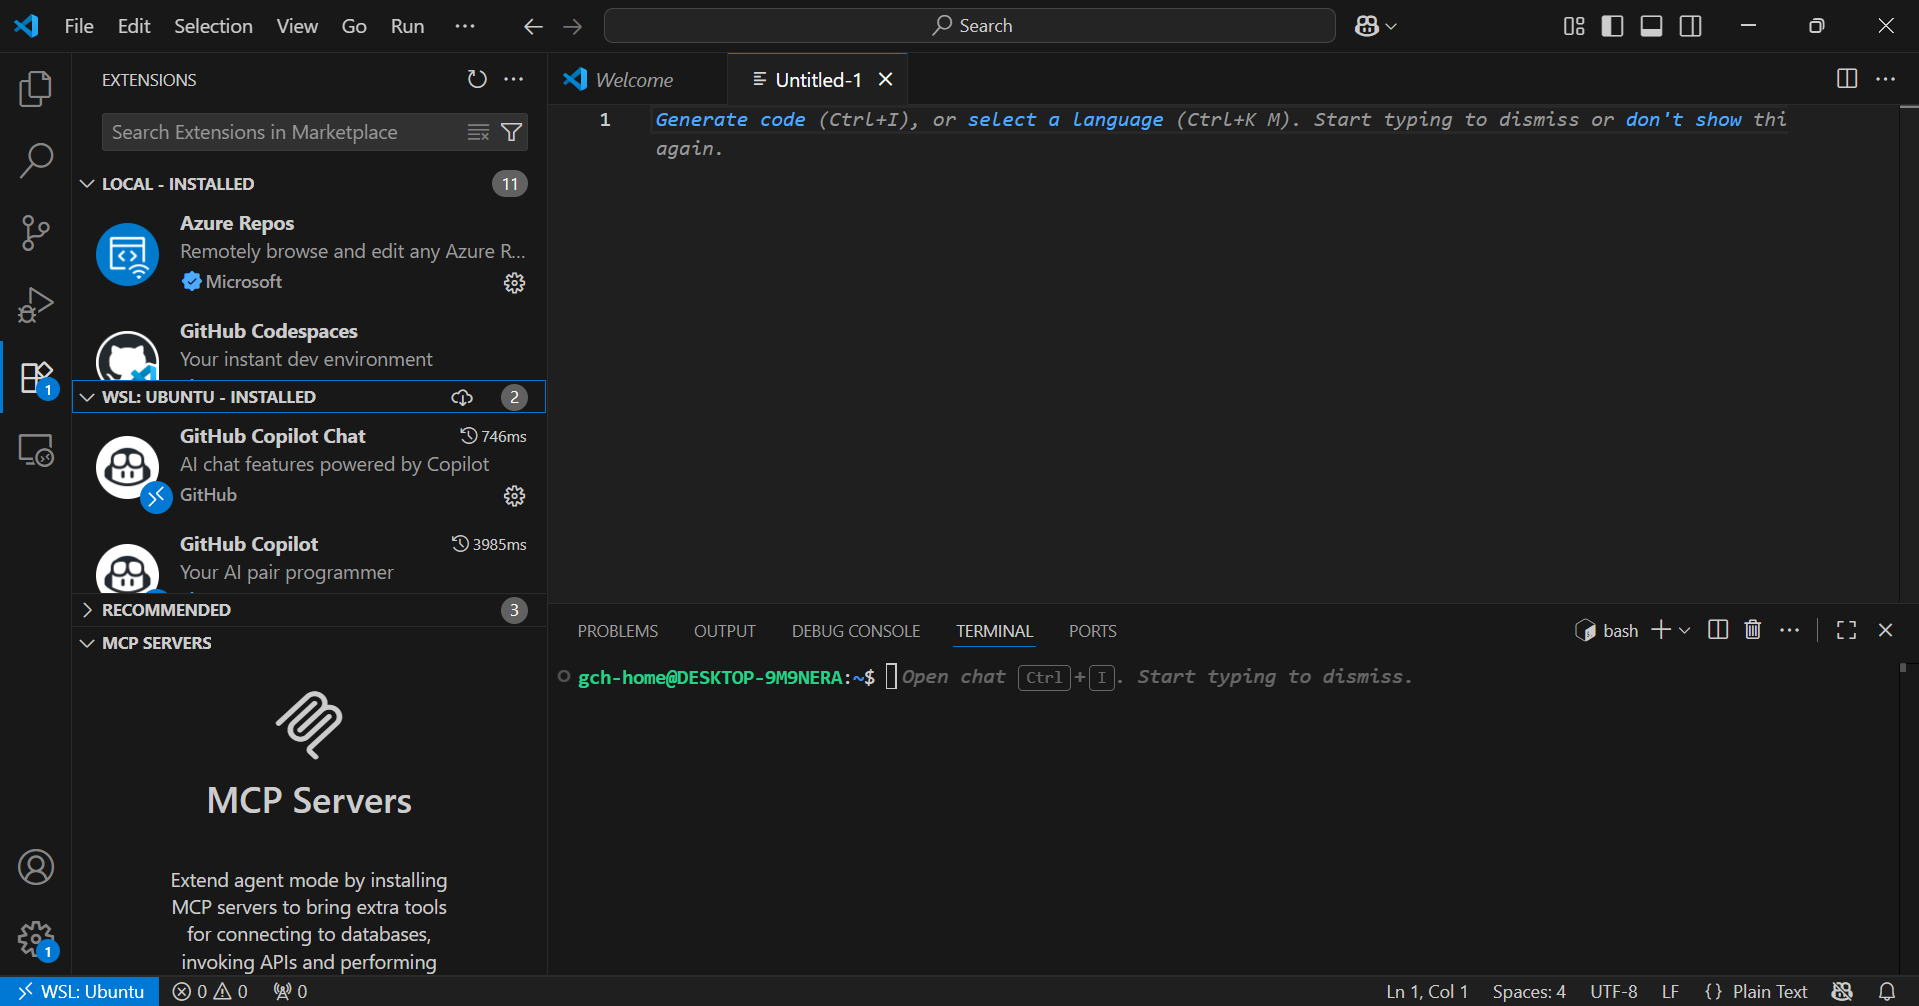 File Edit Selection View Go Run ··· Search
EXTENSIONS
Search Extensions in Marketplace
LOCAL - INSTALLED 11
Azure Repos
Remotely browse and edit any Azure R...
Microsoft
GitHub Codespaces
Your instant dev environment
WSL: UBUNTU - INSTALLED 2
GitHub Copilot Chat 746ms
AI chat features powered by Copilot
GitHub
GitHub Copilot 3985ms
Your AI pair programmer
RECOMMENDED 3
MCP SERVERS
MCP Servers
Extend agent mode by installing
MCP servers to bring extra tools
for connecting to databases,
invoking APIs and performing
1
1
Welcome Untitled-1
1 Generate code (Ctrl+I), or select a language (Ctrl+K M). Start typing to dismiss or don't show thi
again.
PROBLEMS OUTPUT DEBUG CONSOLE TERMINAL PORTS bash
gch-home@DESKTOP-9M9NERA:~$ Open chat Ctrl + I . Start typing to dismiss.
WSL: Ubuntu 0 0 0 Ln 1, Col 1 Spaces: 4 UTF-8 LF {} Plain Text